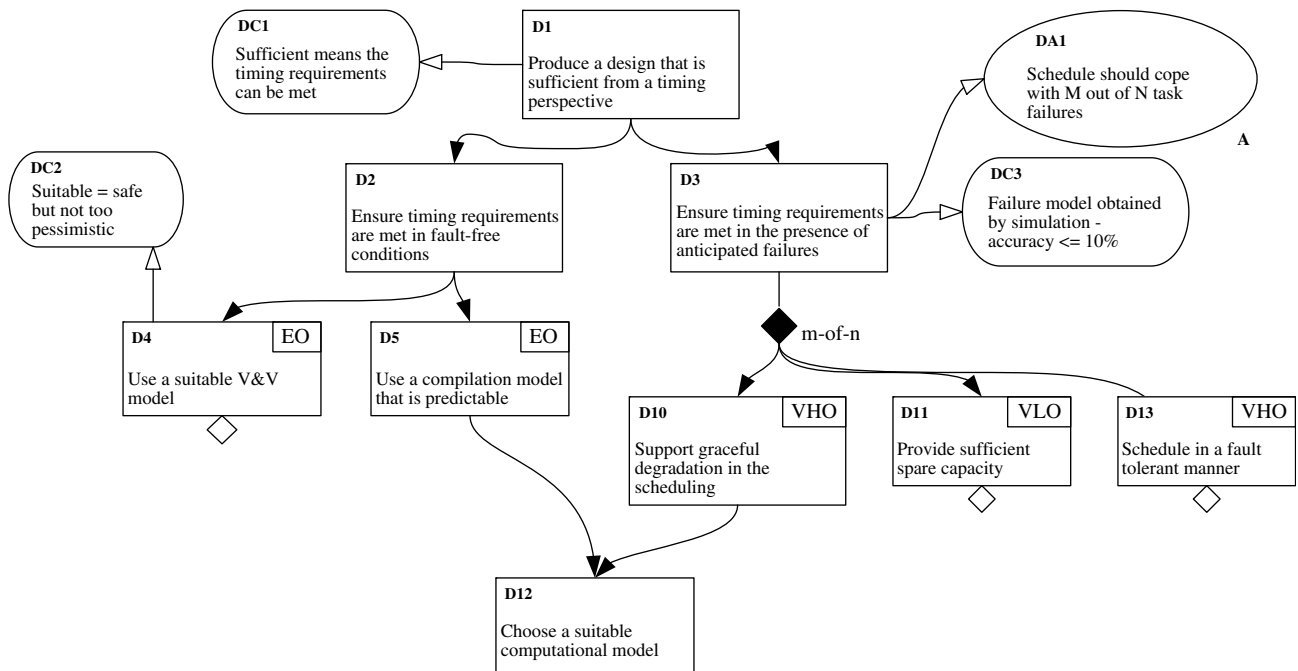 DC1
Sufficient means the
timing requirements
can be met
D1
Produce a design that is
sufficient from a timing
perspective
DA1
Schedule should cope
with M out of N task
failures
A
DC2
Suitable = safe
but not too
pessimistic
D2
Ensure timing requirements
are met in fault-free
conditions
D3
Ensure timing requirements
are met in the presence of
anticipated failures
DC3
Failure model obtained
by simulation -
accuracy <= 10%
D4
EO
Use a suitable V&V
model
D5
EO
Use a compilation model
that is predictable
m-of-n
D10
VHO
Support graceful
degradation in the
scheduling
D11
VLO
Provide sufficient
spare capacity
D13
VHO
Schedule in a fault
tolerant manner
D12
Choose a suitable
computational model